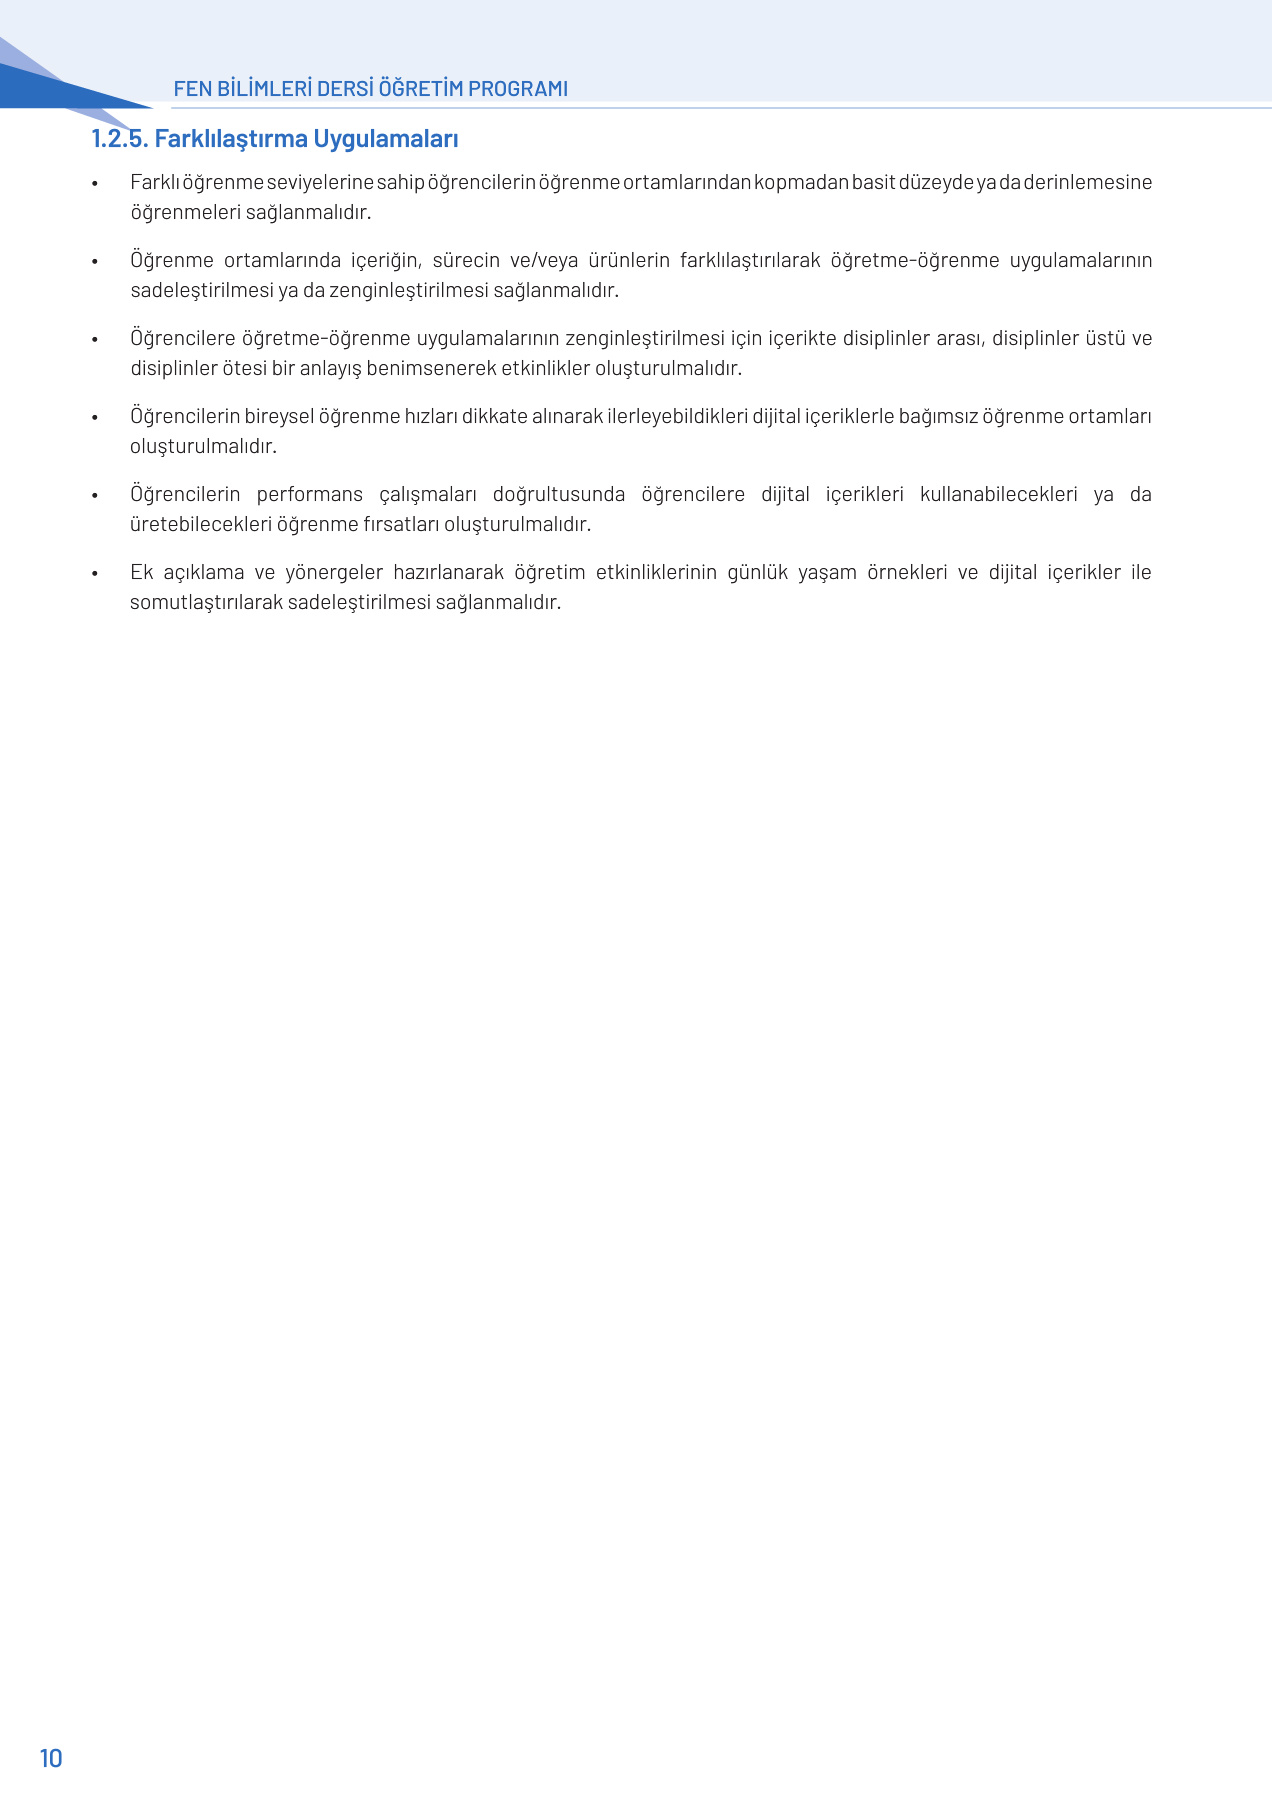 FEN BİLİMLERİ DERSİ ÖĞRETİM PROGRAMI
1.2.5. Farklılaştırma Uygulamaları
• Farklı öğrenme seviyelerine sahip öğrencilerin öğrenme ortamlarından kopmadan basit düzeyde ya da derinlemesine
öğrenmeleri sağlanmalıdır.
• Öğrenme ortamlarında içeriğin, sürecin ve/veya ürünlerin farklılaştırılarak öğretme-öğrenme uygulamalarının
sadeleştirilmesi ya da zenginleştirilmesi sağlanmalıdır.
• Öğrencilere öğretme-öğrenme uygulamalarının zenginleştirilmesi için içerikte disiplinler arası, disiplinler üstü ve
disiplinler ötesi bir anlayış benimsenerek etkinlikler oluşturulmalıdır.
• Öğrencilerin bireysel öğrenme hızları dikkate alınarak ilerleyebildikleri dijital içeriklerle bağımsız öğrenme ortamları
oluşturulmalıdır.
• Öğrencilerin performans çalışmaları doğrultusunda öğrencilere dijital içerikleri kullanabilecekleri ya da
üretebilecekleri öğrenme fırsatları oluşturulmalıdır.
• Ek açıklama ve yönergeler hazırlanarak öğretim etkinliklerinin günlük yaşam örnekleri ve dijital içerikler ile
somutlaştırılarak sadeleştirilmesi sağlanmalıdır.
10